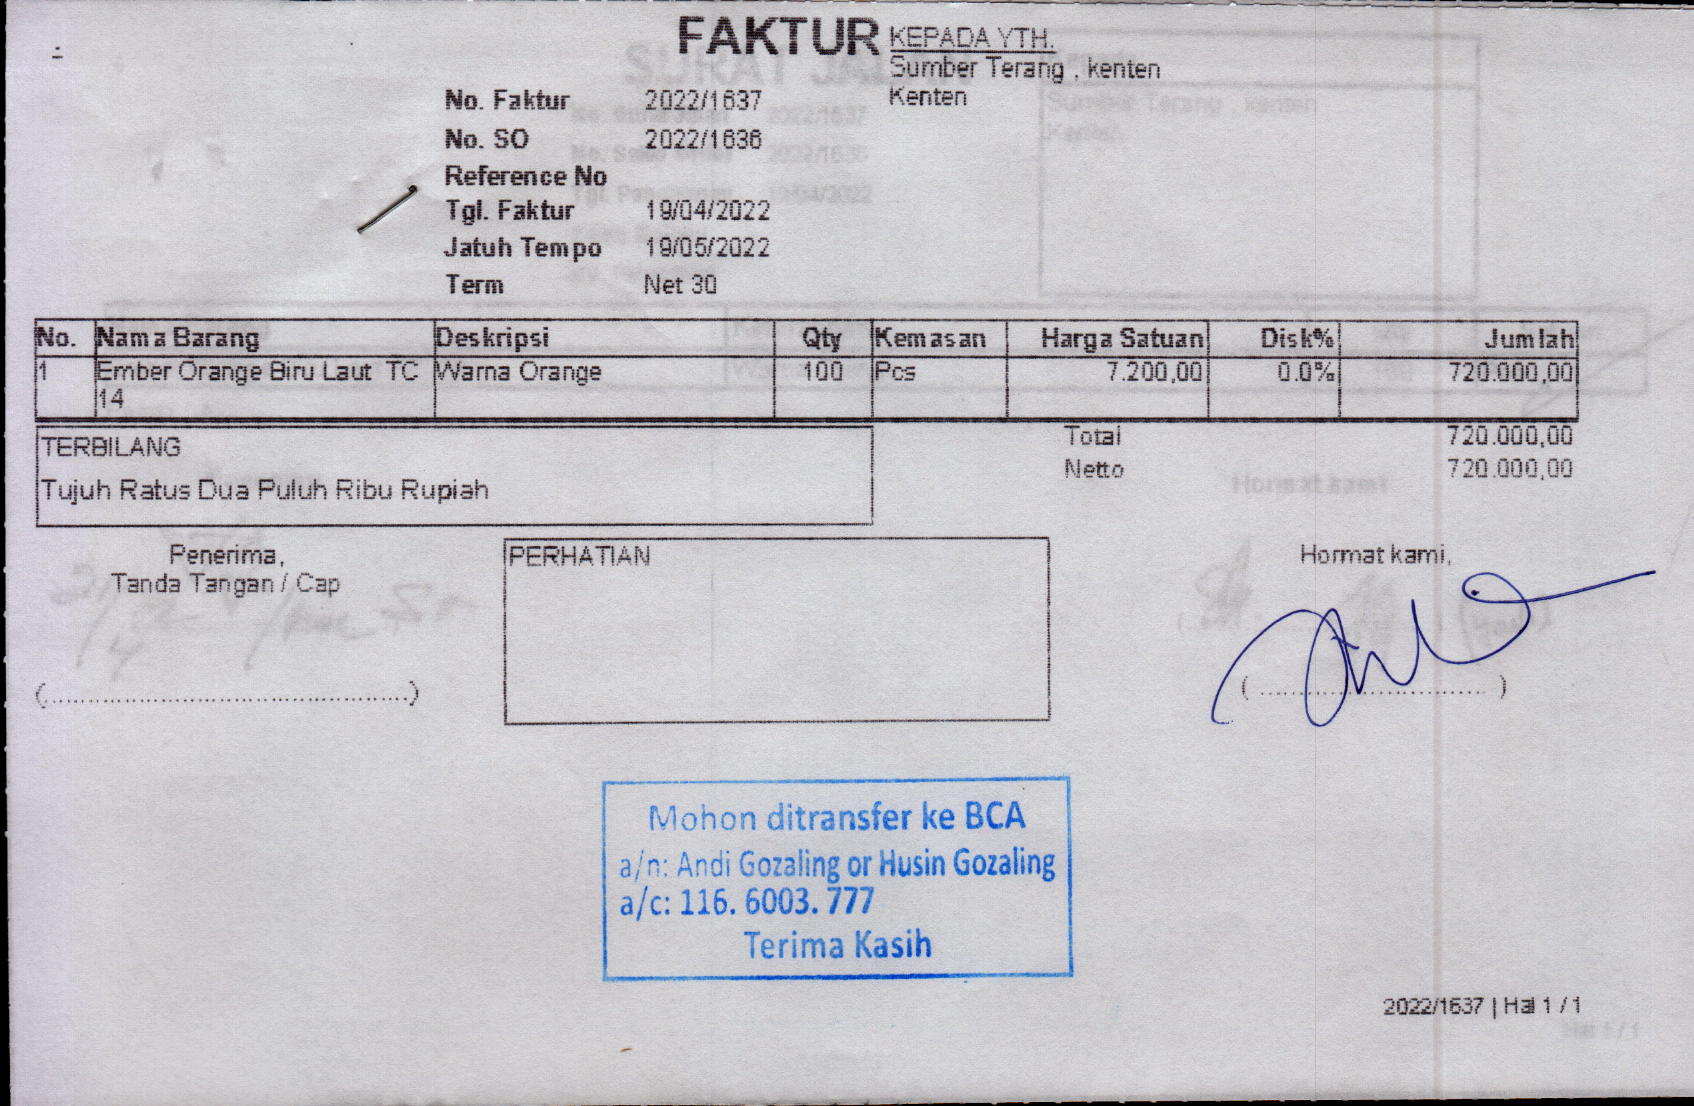 FAKTUR
KEPADA YTH.
Sumber Terang , kenten
Kenten
No. Faktur 2022/1637
No. SO 2022/1636
Reference No
Tgl. Faktur 19/04/2022
Jatuh Tempo 19/05/2022
Term Net 30
No. Nama Barang Deskripsi Qty Kemasan Harga Satuan Disk% Jumlah
1 Ember Orange Biru Laut TC Warna Orange 100 Pcs 7.200,00 0.0% 720.000,00
14
TERBILANG
Tujuh Ratus Dua Puluh Ribu Rupiah
Total 720.000,00
Netto 720.000,00
Penerima,
Tanda Tangan / Cap
(................................................)
PERHATIAN
Hormat kami,
( .............................. )
Mohon ditransfer ke BCA
a/n: Andi Gozaling or Husin Gozaling
a/c: 116. 6003. 777
Terima Kasih
2022/1637 | Hal 1 / 1